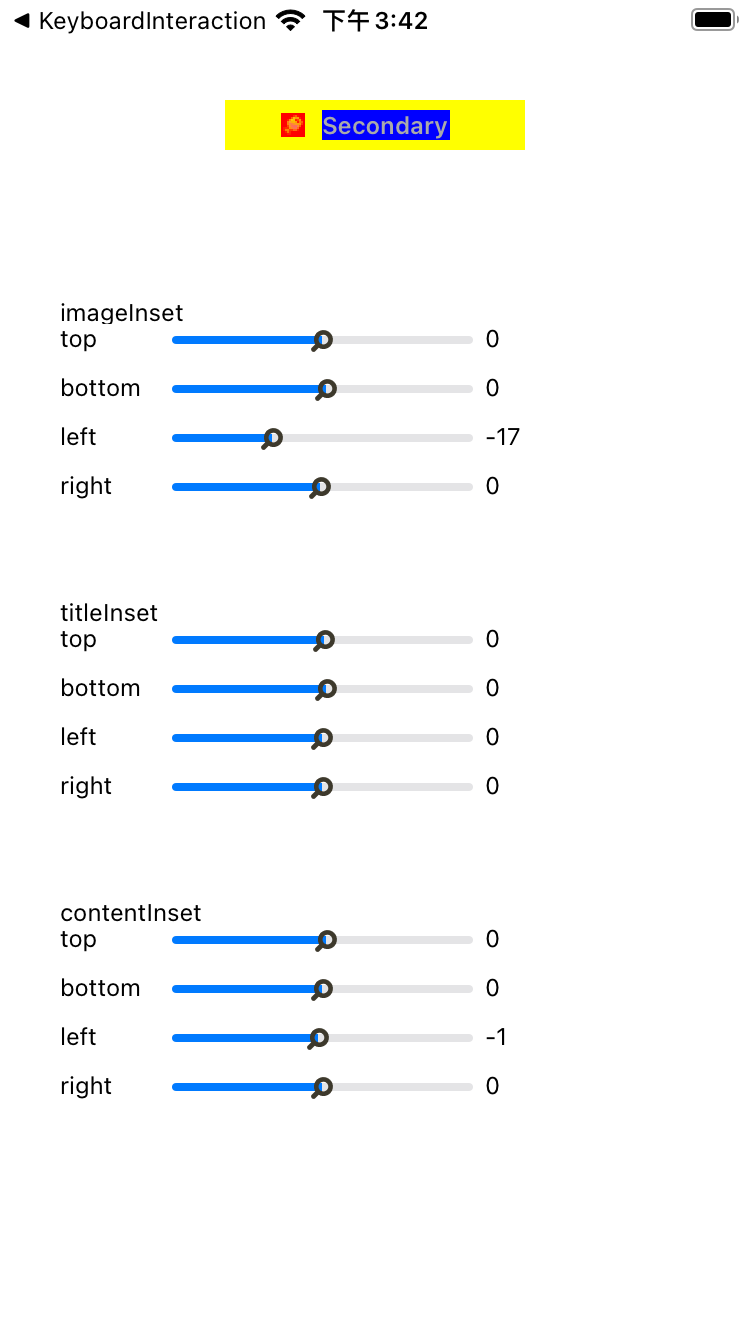 KeyboardInteraction 下午3:42
Secondary
imageInset
top 0
bottom 0
left -17
right 0
titleInset
top 0
bottom 0
left 0
right 0
contentInset
top 0
bottom 0
left -1
right 0